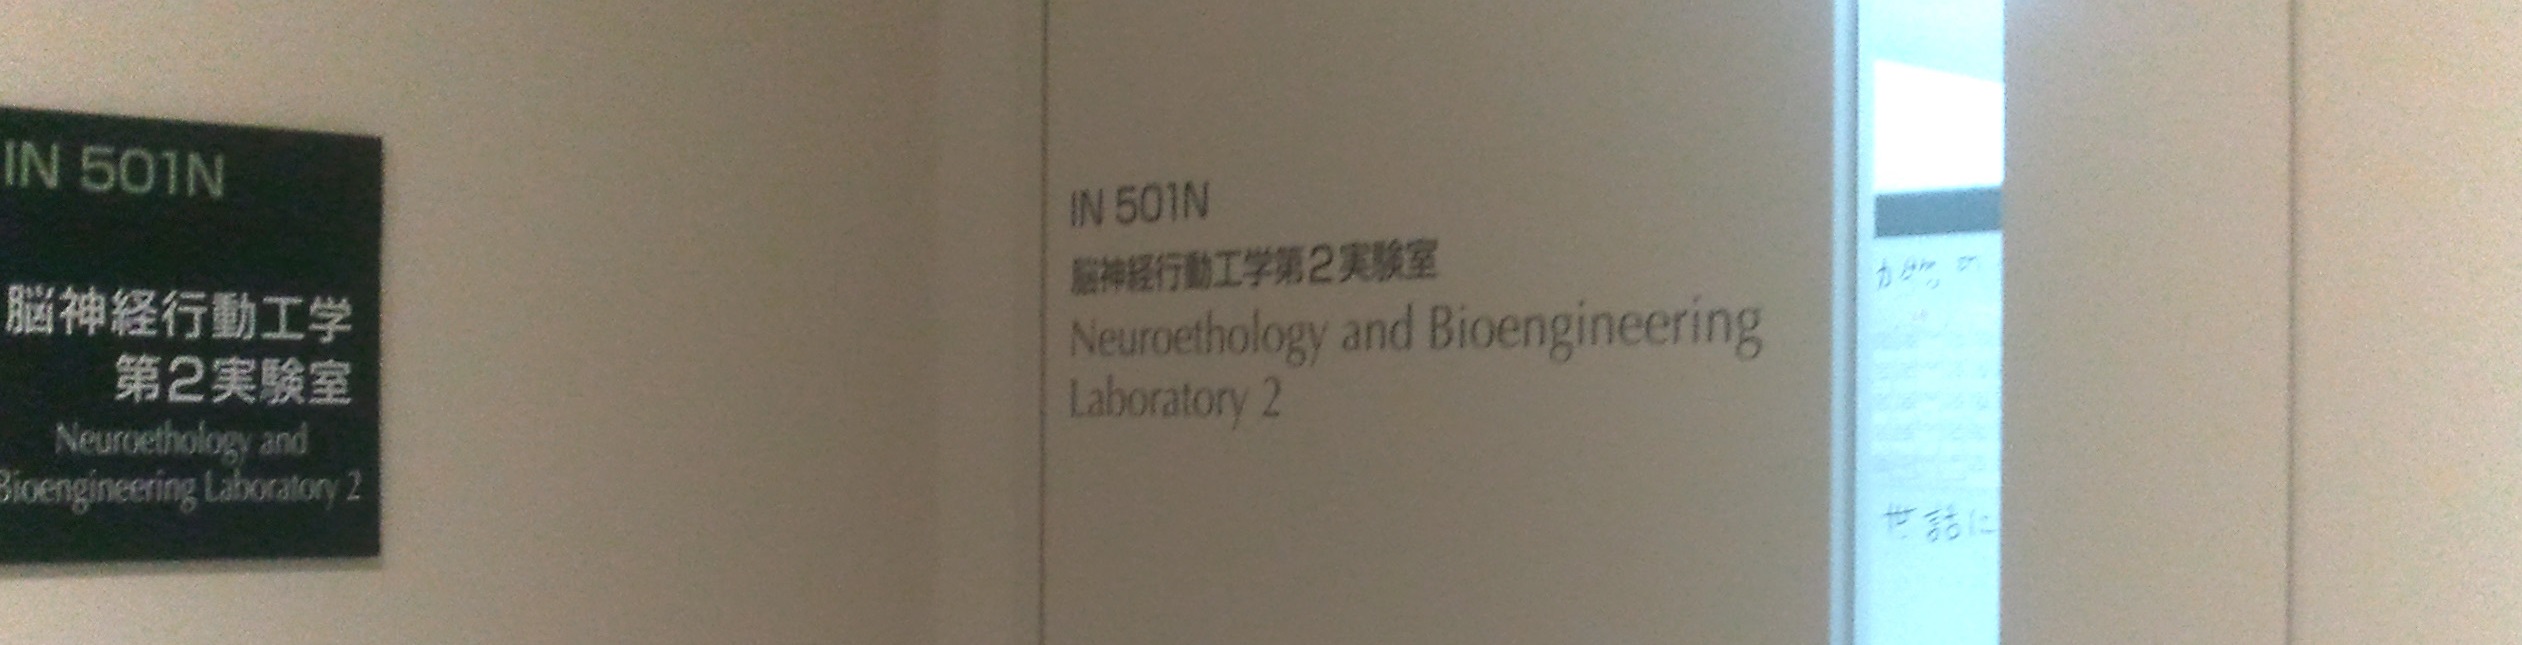 IN 501N
脳神経行動工学
第2実験室
Neuroethology and
Bioengineering Laboratory 2
IN 501N
脳神経行動工学第2実験室
Neuroethology and Bioengineering
Laboratory 2
世話に